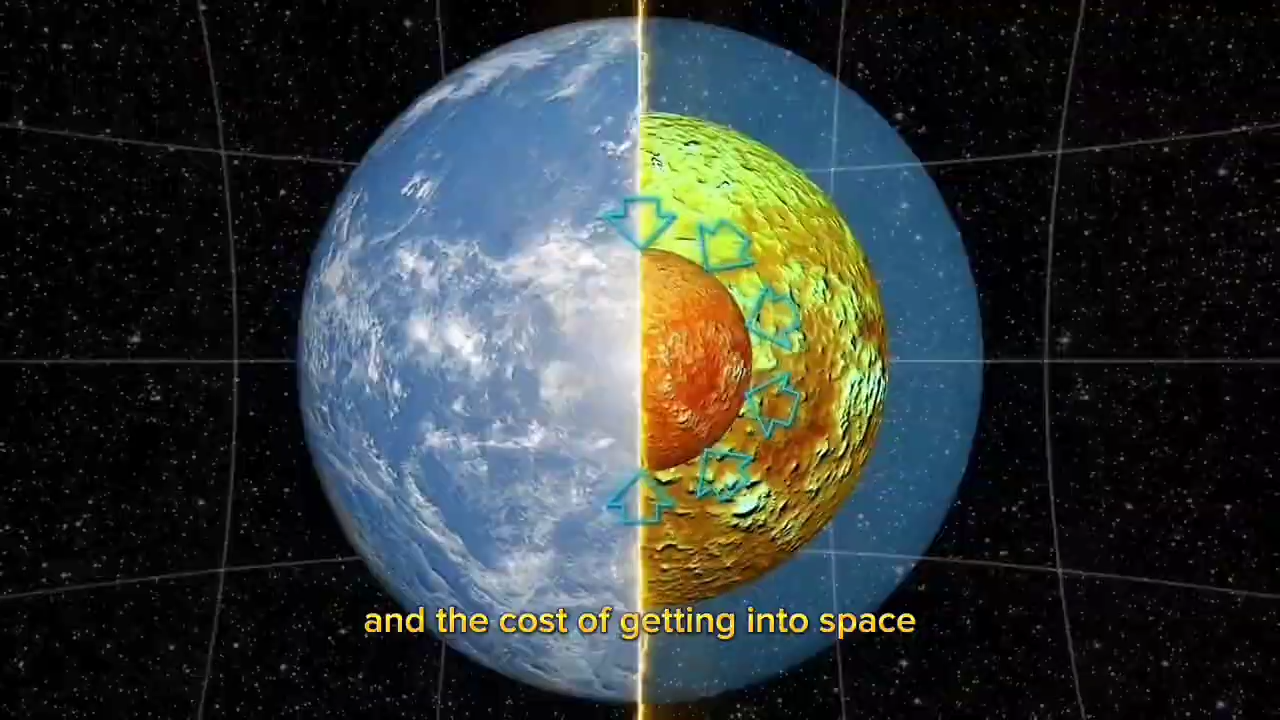 and the cost of getting into space